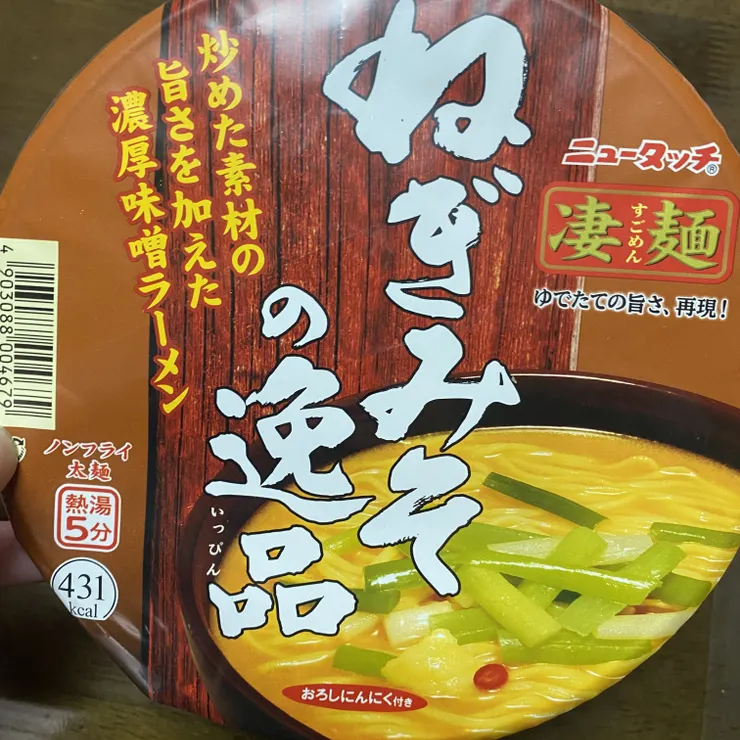 炒めた素材の
旨さを加えた
濃厚味噌ラーメン
ねぎみそ
の逸品
いっぴん
ニュータッチ®
凄麺
すごめん
ゆでたての旨さ、再現!
4903088004679
ノンフライ
太麺
熱湯
5分
431
kcal
おろしにんにく付き